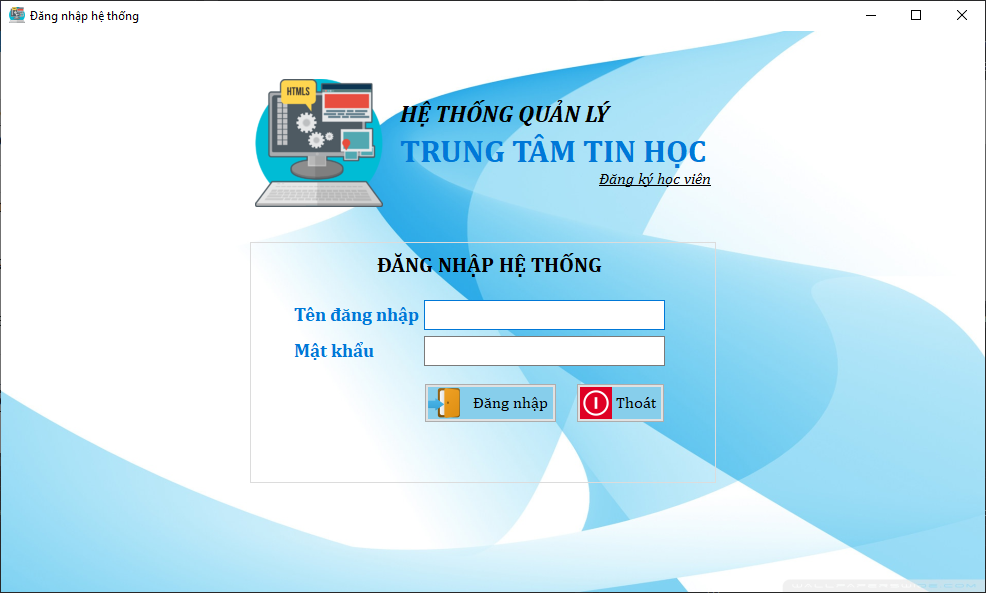 Đăng nhập hệ thống
HTML5
HỆ THỐNG QUẢN LÝ
TRUNG TÂM TIN HỌC
Đăng ký học viên
ĐĂNG NHẬP HỆ THỐNG
Tên đăng nhập
Mật khẩu
Đăng nhập
Thoát